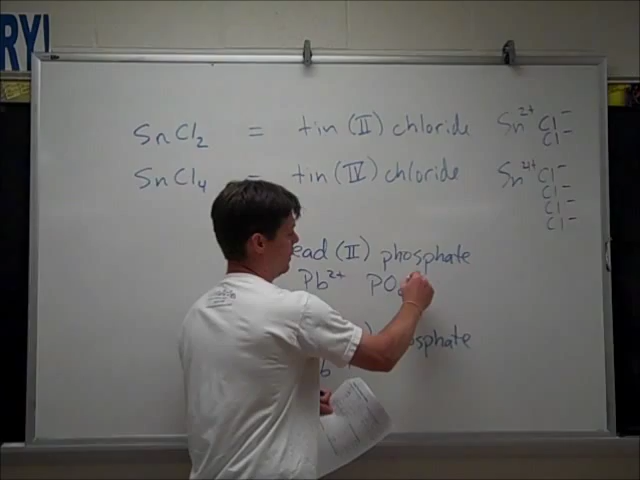 RY!
SnCl₂ = tin (II) chloride Sn²⁺ Cl⁻
Cl⁻
SnCl₄ = tin (IV) chloride Sn⁴⁺ Cl⁻
Cl⁻
Cl⁻
Cl⁻
ead (II) phosphate
Pb²⁺ PO
) phosphate
b